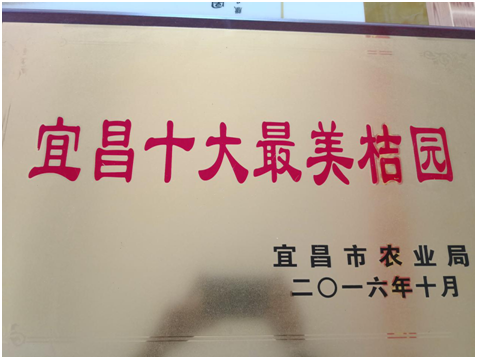 宜昌十大最美桔园
宜昌市农业局
二〇一六年十月